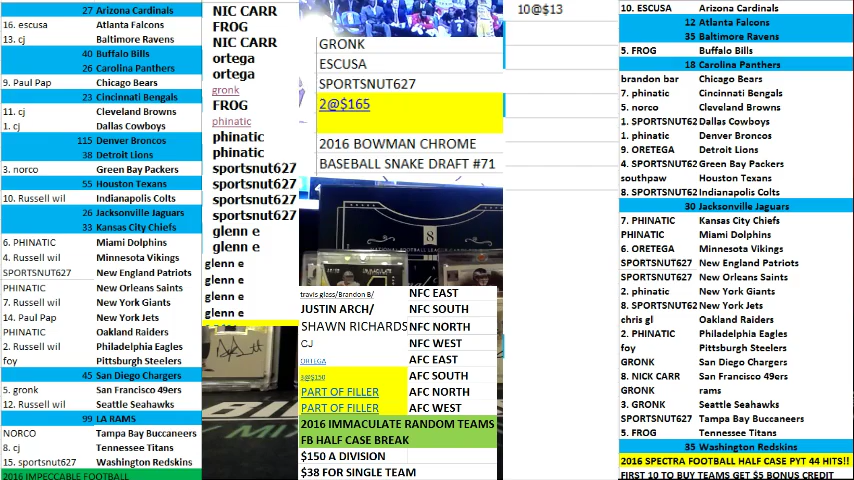 27 Arizona Cardinals
16. escusa Atlanta Falcons
13. cj Baltimore Ravens
40 Buffalo Bills
26 Carolina Panthers
9. Paul Pap Chicago Bears
23 Cincinnati Bengals
11. cj Cleveland Browns
1. cj Dallas Cowboys
115 Denver Broncos
38 Detroit Lions
3. norco Green Bay Packers
55 Houston Texans
10. Russell wil Indianapolis Colts
26 Jacksonville Jaguars
33 Kansas City Chiefs
6. PHINATIC Miami Dolphins
4. Russell wil Minnesota Vikings
SPORTSNUT627 New England Patriots
PHINATIC New Orleans Saints
7. Russell wil New York Giants
14. Paul Pap New York Jets
PHINATIC Oakland Raiders
2. Russell wil Philadelphia Eagles
foy Pittsburgh Steelers
45 San Diego Chargers
5. gronk San Francisco 49ers
12. Russell wil Seattle Seahawks
99 LA RAMS
NORCO Tampa Bay Buccaneers
8. cj Tennessee Titans
15. sportsnut627 Washington Redskins
2016 IMPECCABLE FOOTBALL
NIC CARR
FROG
NIC CARR
ortega
ortega
gronk
FROG
phinatic
phinatic
phinatic
sportsnut627
sportsnut627
sportsnut627
sportsnut627
glenn e
glenn e
glenn e
glenn e
glenn e
glenn e
GRONK
ESCUSA
SPORTSNUT627
2@$165
2016 BOWMAN CHROME
BASEBALL SNAKE DRAFT #71
8
travis glass/Brandon B/ NFC EAST
JUSTIN ARCH/ NFC SOUTH
SHAWN RICHARDS NFC NORTH
CJ NFC WEST
ORTEGA AFC EAST
3@$150 AFC SOUTH
PART OF FILLER AFC NORTH
PART OF FILLER AFC WEST
2016 IMMACULATE RANDOM TEAMS
FB HALF CASE BREAK
$150 A DIVISION
$38 FOR SINGLE TEAM
10@$13
10. ESCUSA Arizona Cardinals
12 Atlanta Falcons
35 Baltimore Ravens
5. FROG Buffalo Bills
18 Carolina Panthers
brandon bar Chicago Bears
7. phinatic Cincinnati Bengals
5. norco Cleveland Browns
1. SPORTSNUT62 Dallas Cowboys
1. phinatic Denver Broncos
9. ORETEGA Detroit Lions
4. SPORTSNUT62 Green Bay Packers
southpaw Houston Texans
8. SPORTSNUT62 Indianapolis Colts
30 Jacksonville Jaguars
7. PHINATIC Kansas City Chiefs
PHINATIC Miami Dolphins
6. ORETEGA Minnesota Vikings
SPORTSNUT627 New England Patriots
SPORTSNUT627 New Orleans Saints
2. phinatic New York Giants
8. SPORTSNUT62 New York Jets
chris gl Oakland Raiders
2. PHINATIC Philadelphia Eagles
foy Pittsburgh Steelers
GRONK San Diego Chargers
8. NICK CARR San Francisco 49ers
GRONK rams
3. GRONK Seattle Seahawks
SPORTSNUT627 Tampa Bay Buccaneers
5. FROG Tennessee Titans
35 Washington Redskins
2016 SPECTRA FOOTBALL HALF CASE PYT 44 HITS!!
FIRST 10 TO BUY TEAMS GET $5 BONUS CREDIT